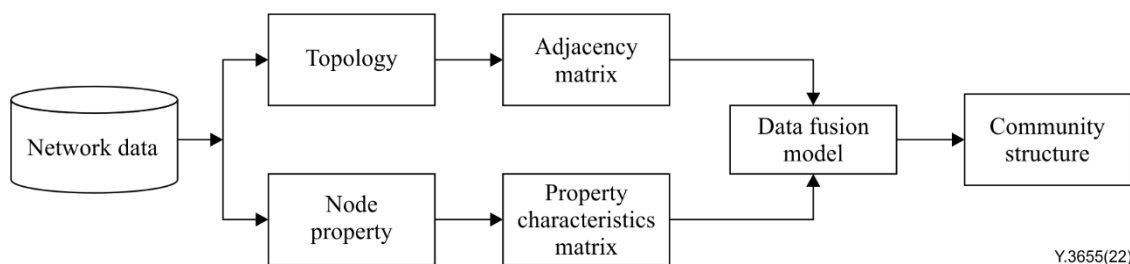 Network data
Topology
Adjacency
matrix
Node
property
Property
characteristics
matrix
Data fusion
model
Community
structure
Y.3655(22)